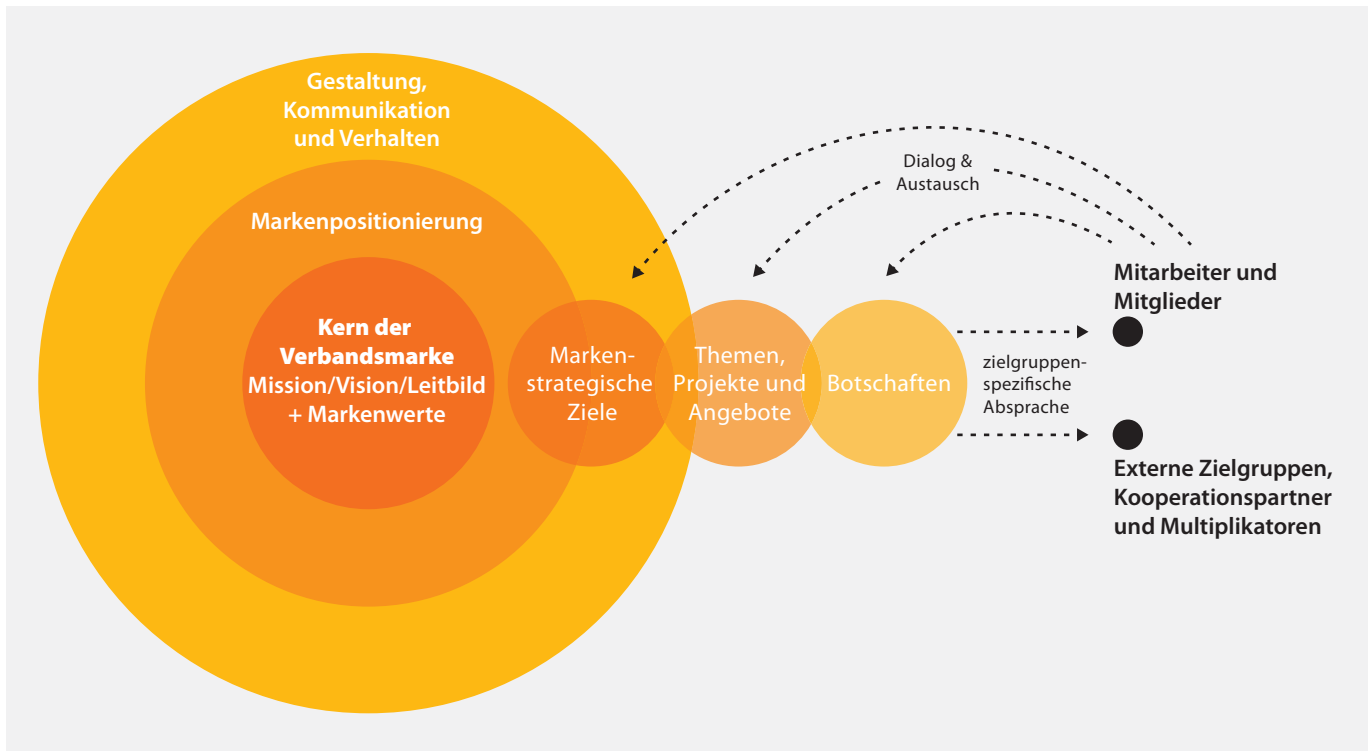 Gestaltung,
Kommunikation
und Verhalten
Markenpositionierung
Kern der
Verbandsmarke
Mission/Vision/Leitbild
+ Markenwerte
Marken-
strategische
Ziele
Themen,
Projekte und
Angebote
Botschaften
Dialog &
Austausch
zielgruppen-
spezifische
Absprache
Mitarbeiter und
Mitglieder
Externe Zielgruppen,
Kooperationspartner
und Multiplikatoren